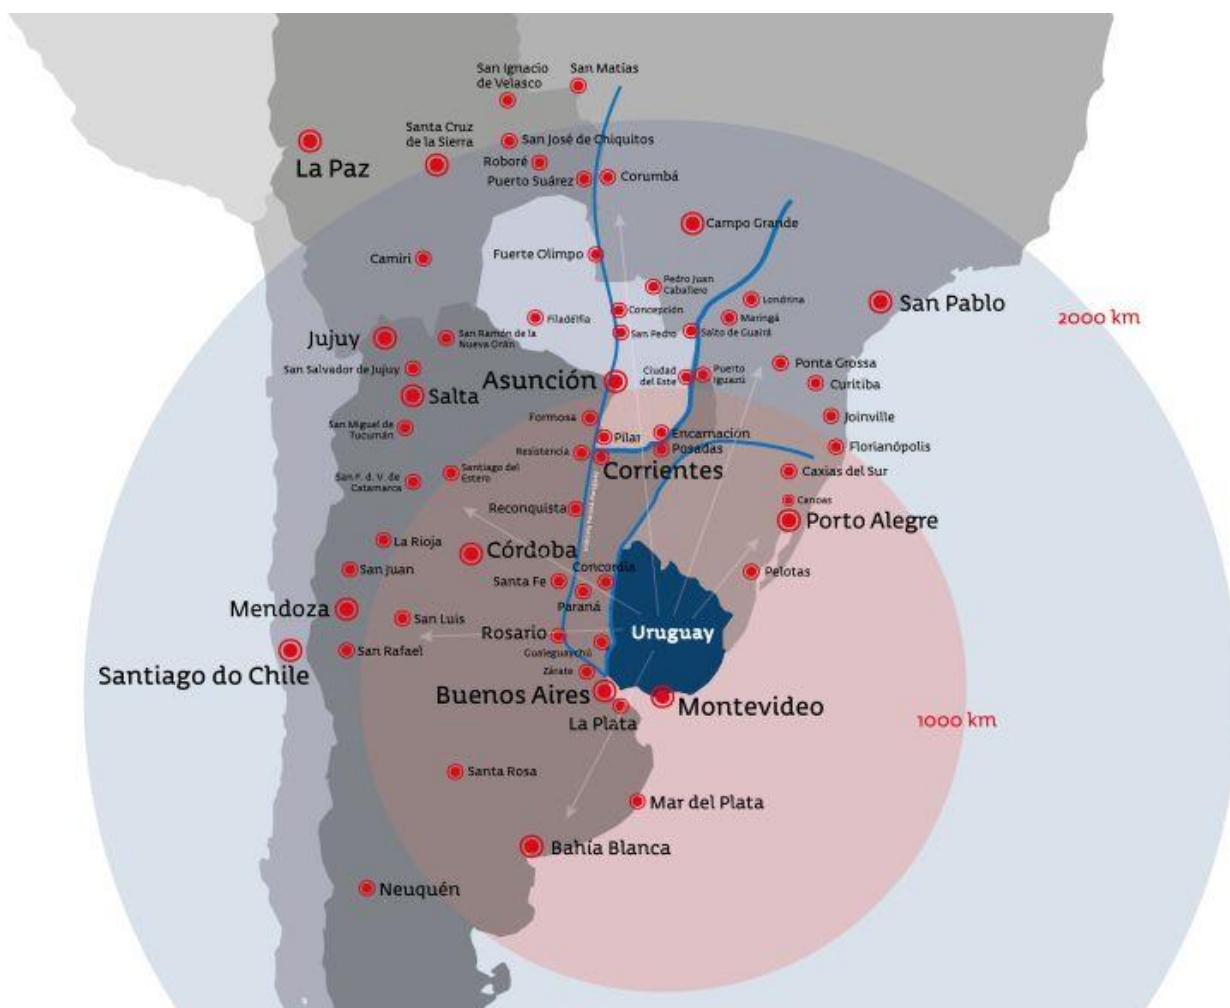 San Ignacio
de Velasco
San Matías
Santa Cruz
de la Sierra
San José de Chiquitos
La Paz
Roboré
Puerto Suárez
Corumbá
Campo Grande
Fuerte Olimpo
Camiri
Pedro Juan
Caballero
Londrina
San Pablo
2000 km
Concepción
Maringá
Filadélfia
Jujuy
San Ramón de la
Nueva Orán
San Pedro
Salto de Guairá
San Salvador de Jujuy
Asunción
Ciudad
del Este
Puerto
Iguazú
Ponta Grossa
Curitiba
Salta
Formosa
Joinville
San Miguel de
Tucumán
Pilar
Encarnación
Resistencia
Posadas
Florianópolis
Corrientes
Santiago del
Estero
Caxias del Sur
San F. d. V. de
Catamarca
Canoas
Reconquista
Porto Alegre
La Rioja
Córdoba
San Juan
Concordia
Santa Fe
Pelotas
Paraná
Mendoza
San Luis
Rosario
Uruguay
San Rafael
Gualeguaychú
Santiago do Chile
Zárate
Buenos Aires
Montevideo
La Plata
1000 km
Santa Rosa
Mar del Plata
Bahía Blanca
Neuquén